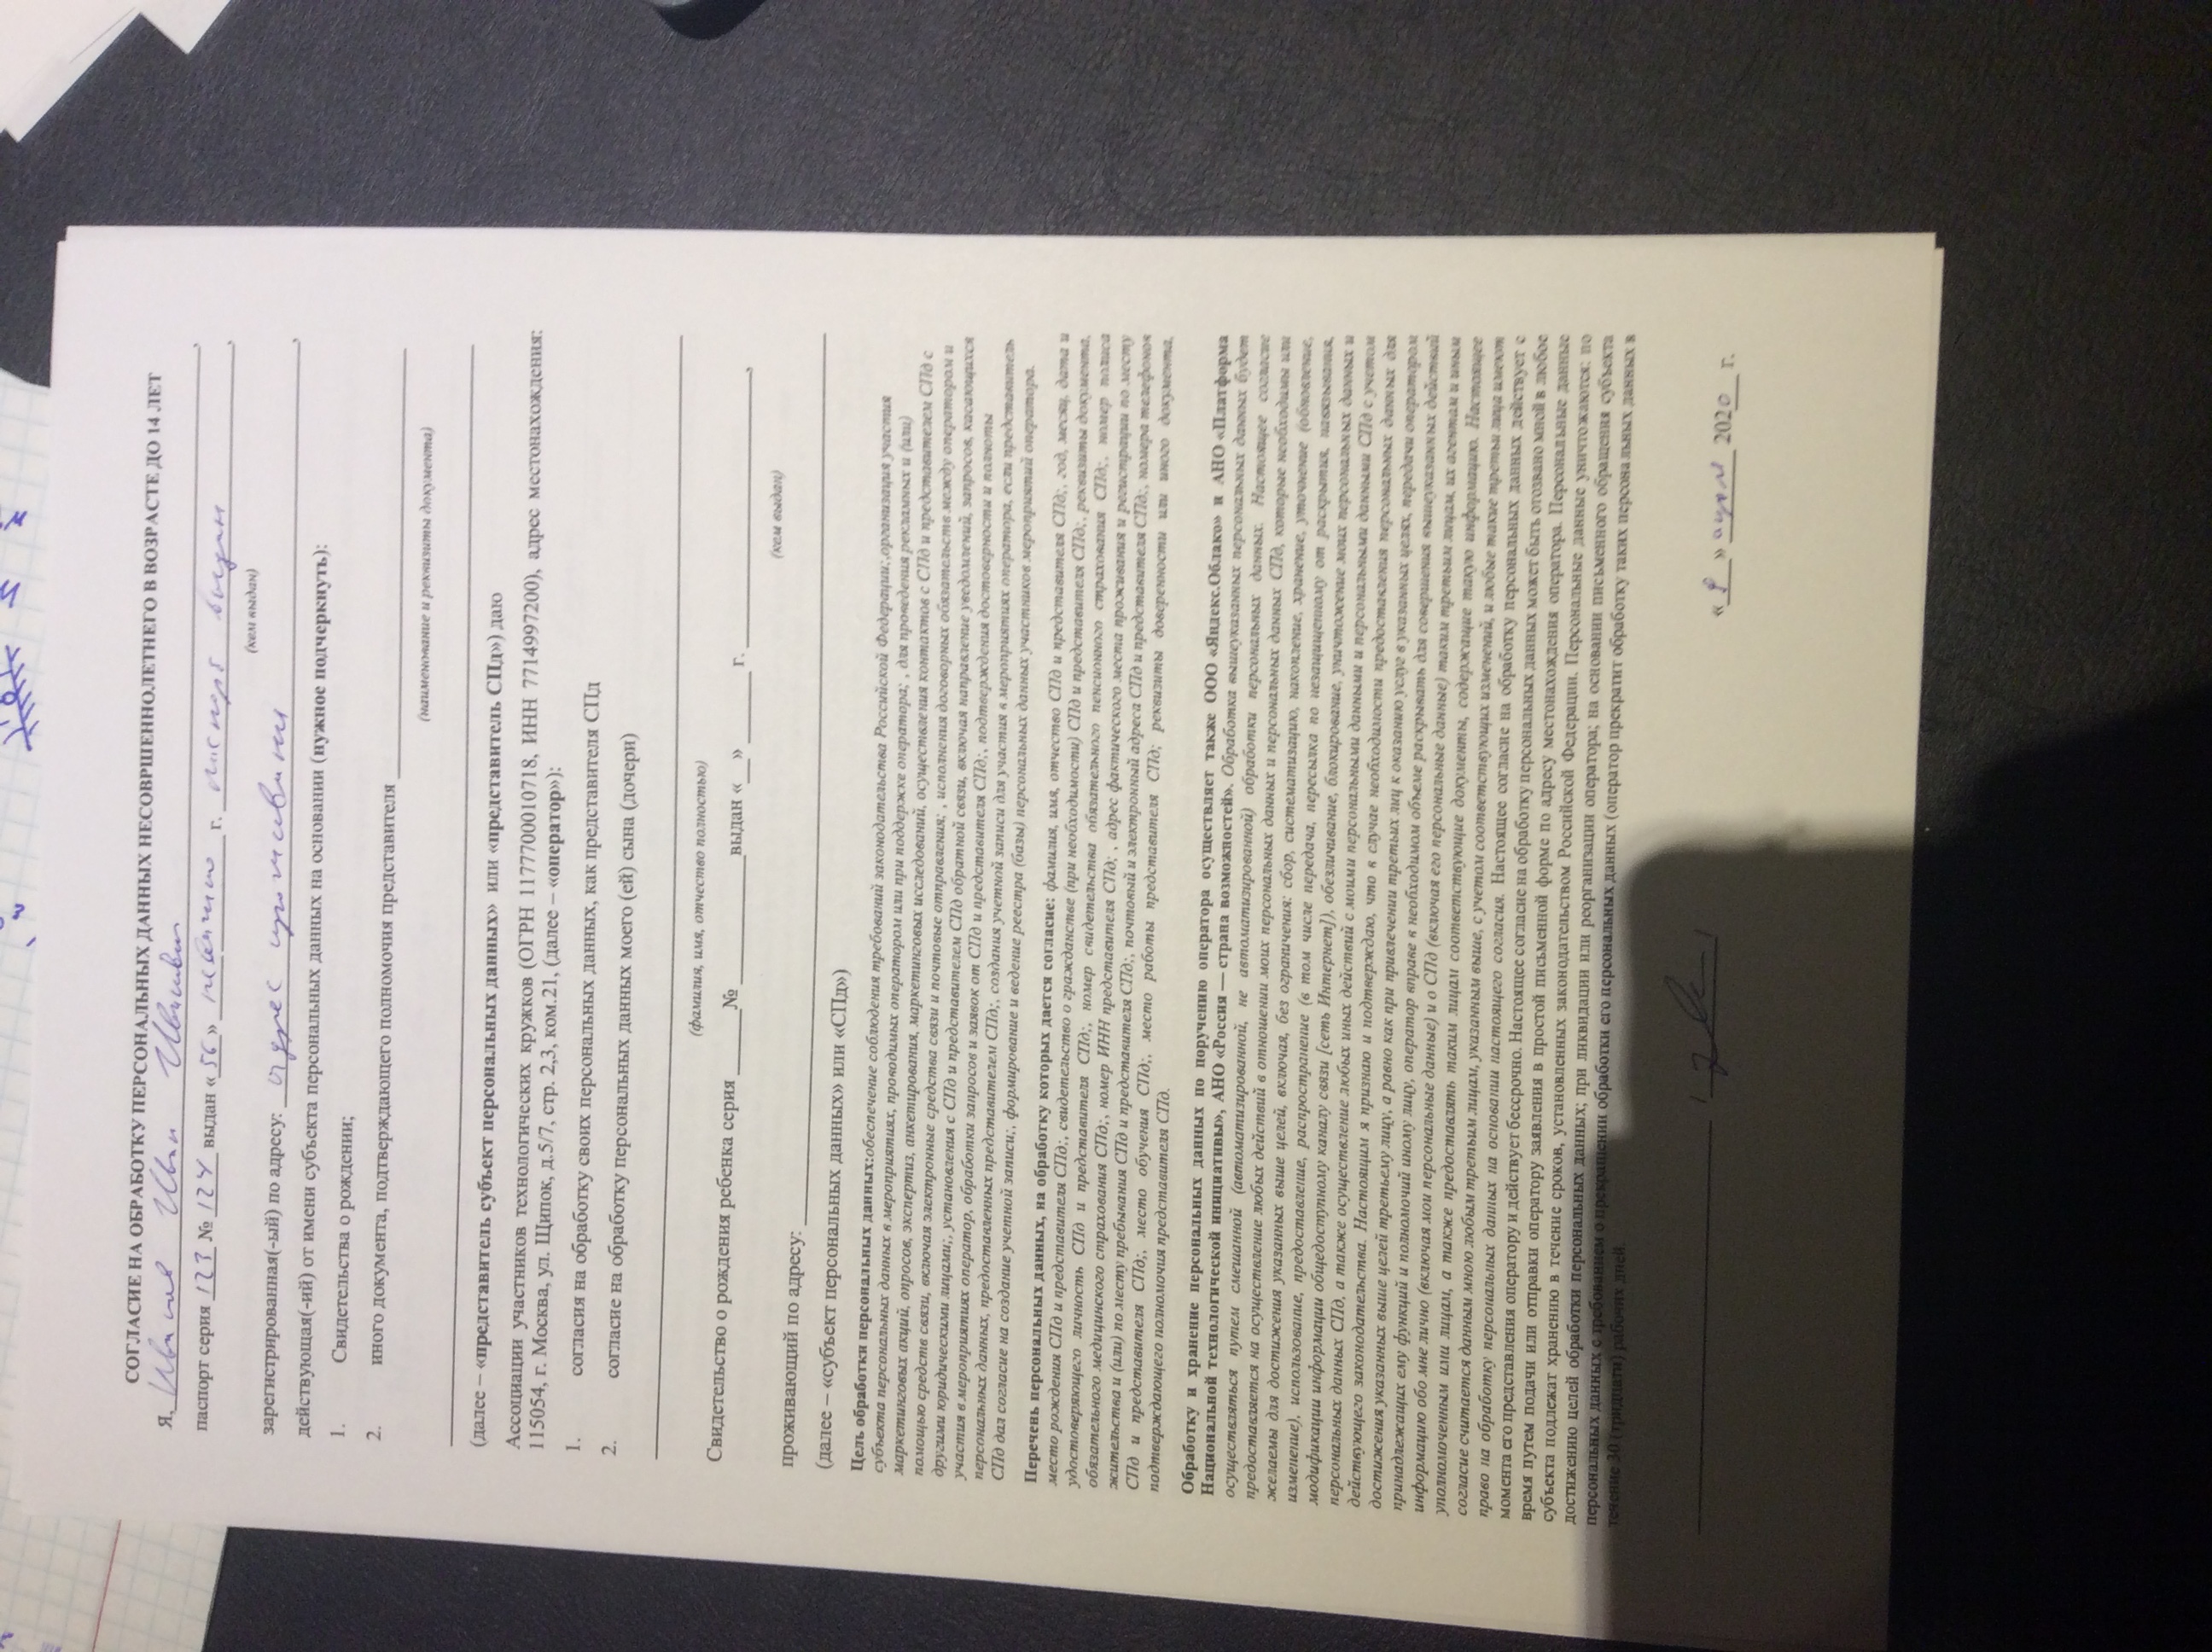 СОГЛАСИЕ НА ОБРАБОТКУ ПЕРСОНАЛЬНЫХ ДАННЫХ НЕСОВРШЕННОЛЕТНЕГО В ВОЗРАСТЕ ДО 14 ЛЕТ
Я, Иванов Иван Иванович,
паспорт серия 123 № 124 выдан «56» г. паспорт выдан,
(кем выдан)
зарегистрированная(-ый) по адресу: адрес проживания,
действующая(-ий) от имени субъекта персональных данных на основании (нужное подчеркнуть):
1. Свидетельства о рождении;
2. иного документа, подтверждающего полномочия представителя
(наименование и реквизиты документа)
(далее – «представитель субъект персональных данных» или «представитель СПд») даю
Ассоциации участников технологических кружков (ОГРН 1177700010718, ИНН 7714997200), адрес местонахождения:
115054, г. Москва, ул. Щипок, д.5/7, стр. 2,3, ком.21, (далее – «оператор»):
1. согласия на обработку своих персональных данных, как представителя СПд
2. согласие на обработку персональных данных моего (ей) сына (дочери)
(фамилия, имя, отчество полностью)
Свидетельство о рождения ребенка серия ______№ ____________выдан «__» _______ г. __________________________,
(кем выдан)
проживающий по адресу:
(далее – «субъект персональных данных» или «СПд»)
Цель обработки персональных данных:обеспечение соблюдения требований законодательства Российской Федерации;,организация участия
субъекта персональных данных в мероприятиях, проводимых оператором или при поддержке оператора; , для проведения рекламных и (или)
маркетинговых акций, опросов, экспертиз, анкетирования, маркетинговых исследований, осуществления контактов с СПд и представителем СПд с
помощью средств связи, включая электронные средства связи и почтовые отправления; , исполнения договорных обязательств между оператором и
другими юридическими лицами;, установления с СПд и представителем СПд обратной связи, включая направление уведомлений, запросов, касающихся
участия в мероприятиях оператор, обработки запросов и заявок от СПд и представителя СПд;, подтверждения достоверности и полноты
персональных данных, предоставленных представителем СПд;, создания учетной записи для участия в мероприятиях оператора, если представитель
СПд дал согласие на создание учетной записи;, формирование и ведение реестра (базы) персональных данных участников мероприятий оператора.
Перечень персональных данных, на обработку которых дается согласие: фамилия, имя, отчество СПд и представителя СПд;, год, месяц, дата и
место рождения СПд и представителя СПд;, свидетельство о гражданстве (при необходимости) СПд и представителя СПд;, реквизиты документа,
удостоверяющего личность СПд и представителя СПд;, номер свидетельства обязательного пенсионного страхования СПд;, номер полиса
обязательного медицинского страхования СПд;, номер ИНН представителя СПд; , адрес фактического места проживания и регистрации по месту
жительства и (или) по месту пребывания СПд и представителя СПд;, почтовый и электронный адреса СПд и представителя СПд;, номера телефонов
СПд и представителя СПд;, место обучения СПд;, место работы представителя СПд; реквизиты доверенности или иного документа,
подтверждающего полномочия представителя СПд.
Обработку и хранение персональных данных по поручению оператора осуществляет также ООО «Яндекс.Облако» и АНО «Платформа
Национальной технологической инициативы», АНО «Россия — страна возможностей». Обработка вышеуказанных персональных данных будет
осуществляться путем смешанной (автоматизированной, не автоматизированной) обработки персональных данных. Настоящее согласие
предоставляется на осуществление любых действий в отношении моих персональных данных и персональных данных СПд, которые необходимы или
желаемы для достижения указанных выше целей, включая, без ограничения: сбор, систематизацию, накопление, хранение, уточнение (обновление,
изменение), использование, предоставление, распространение (в том числе передача, пересылка по незащищенному от раскрытия, навязывания,
модификации информации общедоступному каналу связи [сеть Интернет]), обезличивание, блокирование, уничтожение моих персональных данных и
персональных данных СПд, а также осуществление любых иных действий с моими персональными данными и персональными данными СПд с учетом
действующего законодательства. Настоящим я признаю и подтверждаю, что в случае необходимости предоставления персональных данных для
достижения указанных выше целей третьему лицу, а равно как при привлечении третьих лиц к оказанию услуг в указанных целях, передачи оператором
принадлежащих ему функций и полномочий иному лицу, оператор вправе в необходимом объеме раскрывать для совершения вышеуказанных действий
информацию обо мне лично (включая мои персональные данные) и о СПд (включая его персональные данные) таким третьим лицам, их агентам и иным
уполномоченным ими лицам, а также предоставлять таким лицам соответствующие документы, содержащие такую информацию. Настоящее
согласие считается данным мною любым третьим лицам, указанным выше, с учетом соответствующих изменений, и любые такие третьи лица имеют
право на обработку персональных данных на основании настоящего согласия. Настоящее согласие на обработку персональных данных действует с
момента его представления оператору и действует бессрочно. Настоящее согласие на обработку персональных данных может быть отозвано мной в любое
время путем подачи или отправки оператору заявления в простой письменной форме по адресу местонахождения оператора. Персональные данные
субъекта подлежат хранению в течение сроков, установленных законодательством Российской Федерации. Персональные данные уничтожаются: по
достижению целей обработки персональных данных; при ликвидации или реорганизации оператора; на основании письменного обращения субъекта
персональных данных с требованием о прекращении обработки его персональных данных (оператор прекратит обработку таких персональных данных в
течение 30 (тридцати) рабочих дней.
«9» апреля 2020 г.